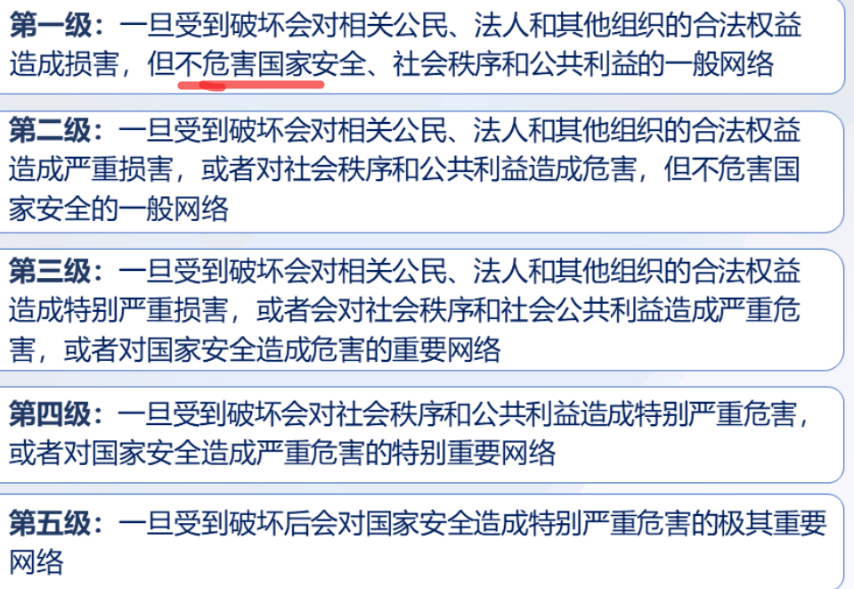 第一级：一旦受到破坏会对相关公民、法人和其他组织的合法权益
造成损害，但不危害国家安全、社会秩序和公共利益的一般网络
第二级：一旦受到破坏会对相关公民、法人和其他组织的合法权益
造成严重损害，或者对社会秩序和公共利益造成危害，但不危害国
家安全的一般网络
第三级：一旦受到破坏会对相关公民、法人和其他组织的合法权益
造成特别严重损害，或者会对社会秩序和社会公共利益造成严重危
害，或者对国家安全造成危害的重要网络
第四级：一旦受到破坏会对社会秩序和公共利益造成特别严重危害，
或者对国家安全造成严重危害的特别重要网络
第五级：一旦受到破坏后会对国家安全造成特别严重危害的极其重要
网络